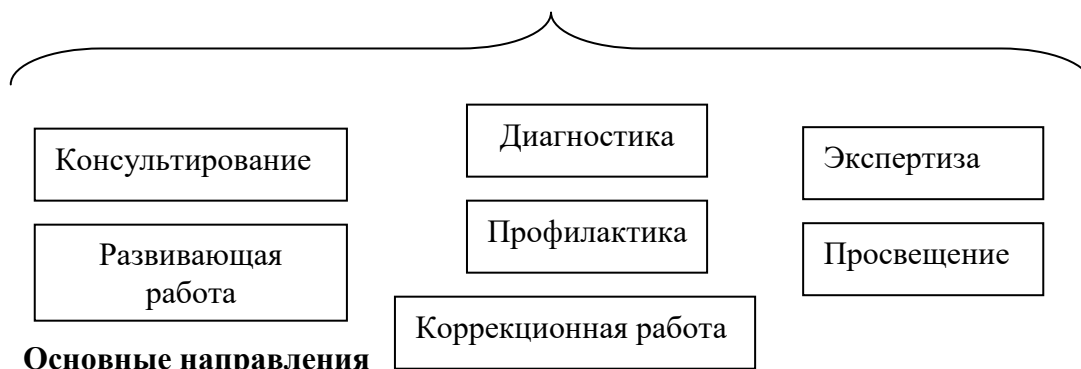 Консультирование
Развивающая
работа
Диагностика
Профилактика
Коррекционная работа
Экспертиза
Просвещение
Основные направления